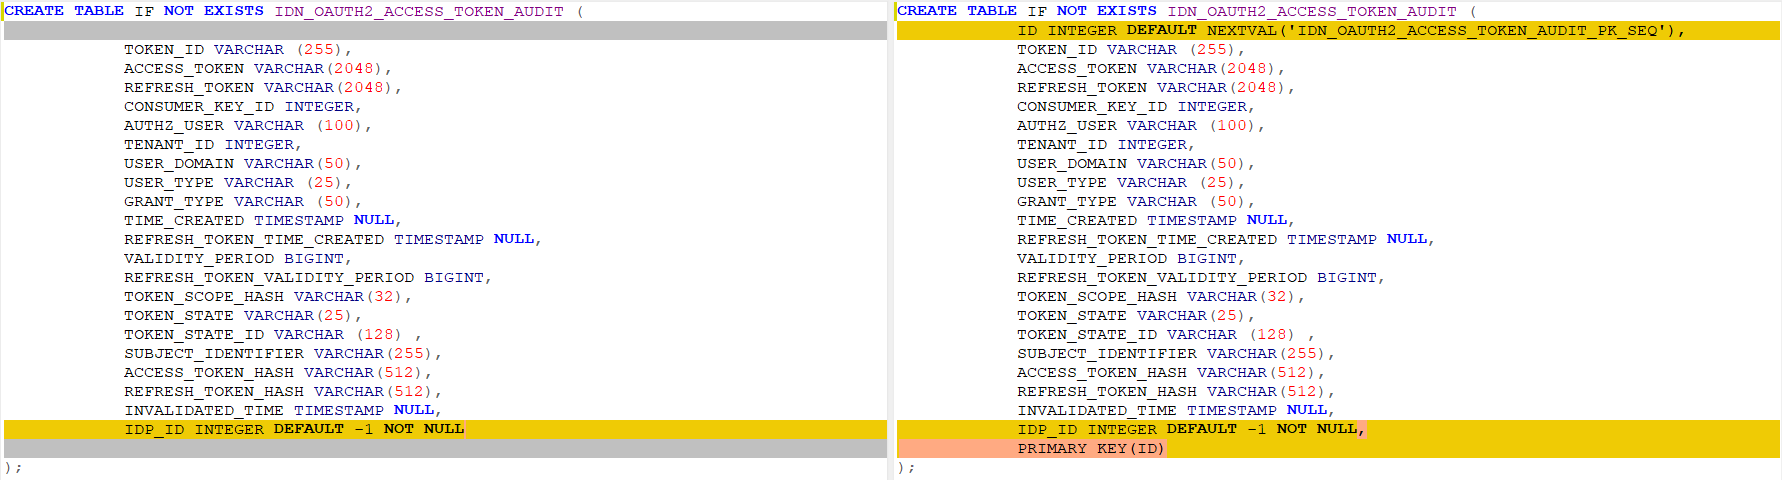 CREATE TABLE IF NOT EXISTS IDN_OAUTH2_ACCESS_TOKEN_AUDIT (
TOKEN_ID VARCHAR (255),
ACCESS_TOKEN VARCHAR(2048),
REFRESH_TOKEN VARCHAR(2048),
CONSUMER_KEY_ID INTEGER,
AUTHZ_USER VARCHAR (100),
TENANT_ID INTEGER,
USER_DOMAIN VARCHAR(50),
USER_TYPE VARCHAR (25),
GRANT_TYPE VARCHAR (50),
TIME_CREATED TIMESTAMP NULL,
REFRESH_TOKEN_TIME_CREATED TIMESTAMP NULL,
VALIDITY_PERIOD BIGINT,
REFRESH_TOKEN_VALIDITY_PERIOD BIGINT,
TOKEN_SCOPE_HASH VARCHAR(32),
TOKEN_STATE VARCHAR(25),
TOKEN_STATE_ID VARCHAR (128) ,
SUBJECT_IDENTIFIER VARCHAR(255),
ACCESS_TOKEN_HASH VARCHAR(512),
REFRESH_TOKEN_HASH VARCHAR(512),
INVALIDATED_TIME TIMESTAMP NULL,
IDP_ID INTEGER DEFAULT -1 NOT NULL
);
CREATE TABLE IF NOT EXISTS IDN_OAUTH2_ACCESS_TOKEN_AUDIT (
ID INTEGER DEFAULT NEXTVAL('IDN_OAUTH2_ACCESS_TOKEN_AUDIT_PK_SEQ'),
TOKEN_ID VARCHAR (255),
ACCESS_TOKEN VARCHAR(2048),
REFRESH_TOKEN VARCHAR(2048),
CONSUMER_KEY_ID INTEGER,
AUTHZ_USER VARCHAR (100),
TENANT_ID INTEGER,
USER_DOMAIN VARCHAR(50),
USER_TYPE VARCHAR (25),
GRANT_TYPE VARCHAR (50),
TIME_CREATED TIMESTAMP NULL,
REFRESH_TOKEN_TIME_CREATED TIMESTAMP NULL,
VALIDITY_PERIOD BIGINT,
REFRESH_TOKEN_VALIDITY_PERIOD BIGINT,
TOKEN_SCOPE_HASH VARCHAR(32),
TOKEN_STATE VARCHAR(25),
TOKEN_STATE_ID VARCHAR (128) ,
SUBJECT_IDENTIFIER VARCHAR(255),
ACCESS_TOKEN_HASH VARCHAR(512),
REFRESH_TOKEN_HASH VARCHAR(512),
INVALIDATED_TIME TIMESTAMP NULL,
IDP_ID INTEGER DEFAULT -1 NOT NULL,
PRIMARY KEY(ID)
);